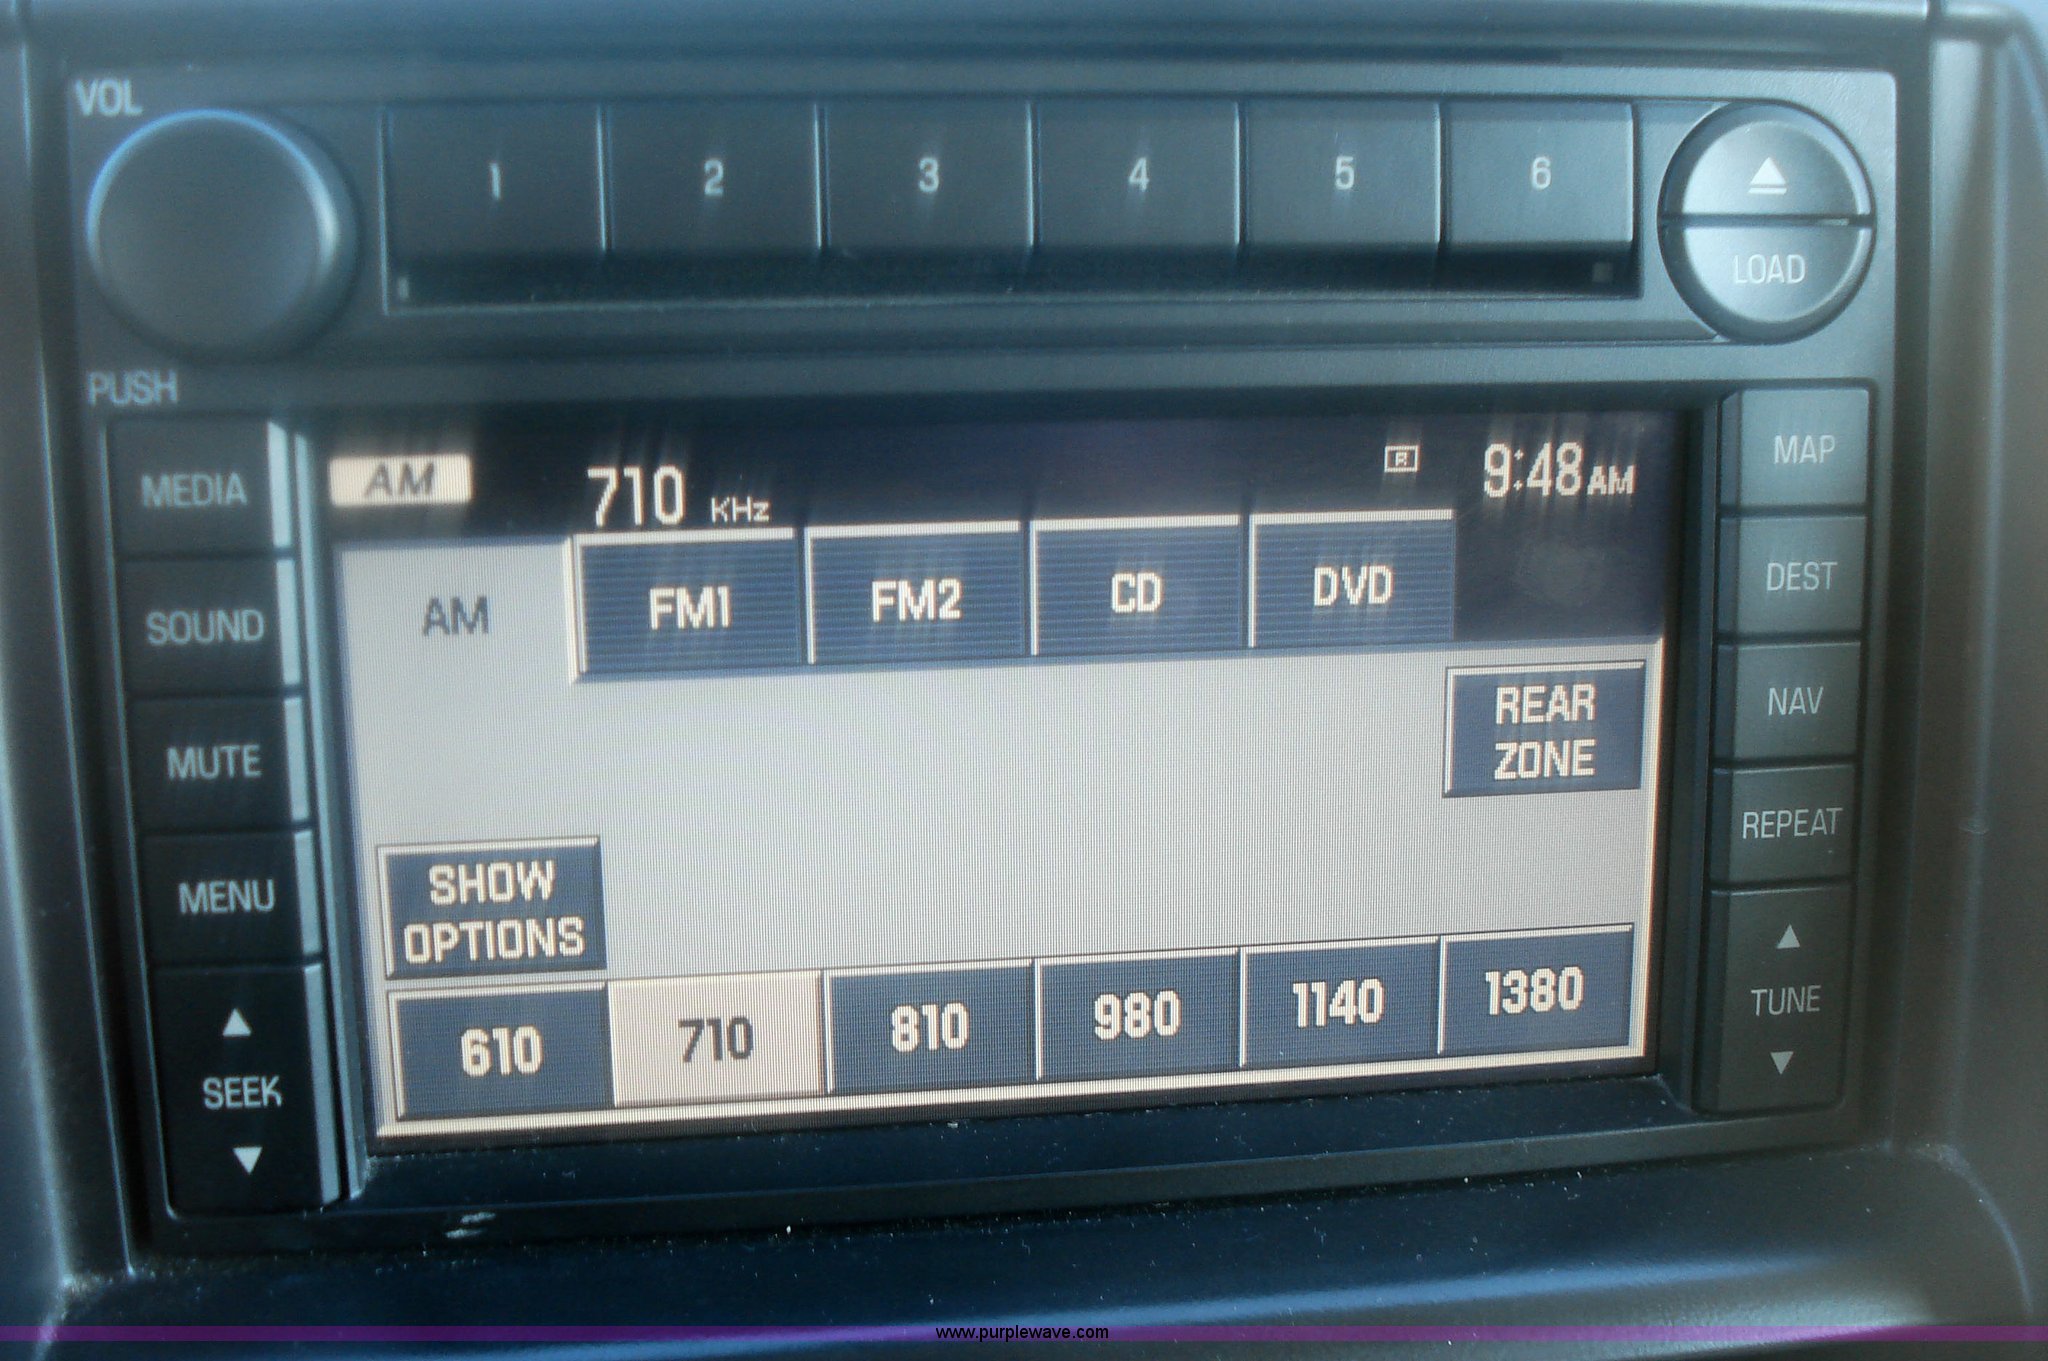 VOL
1 2 3 4 5 6
LOAD
PUSH
MEDIA
SOUND
MUTE
MENU
SEEK
AM 710 KHz R 9:48 AM
AM FM1 FM2 CD DVD
REAR
ZONE
SHOW
OPTIONS
610 710 810 980 1140 1380
MAP
DEST
NAV
REPEAT
TUNE
www.purplewave.com